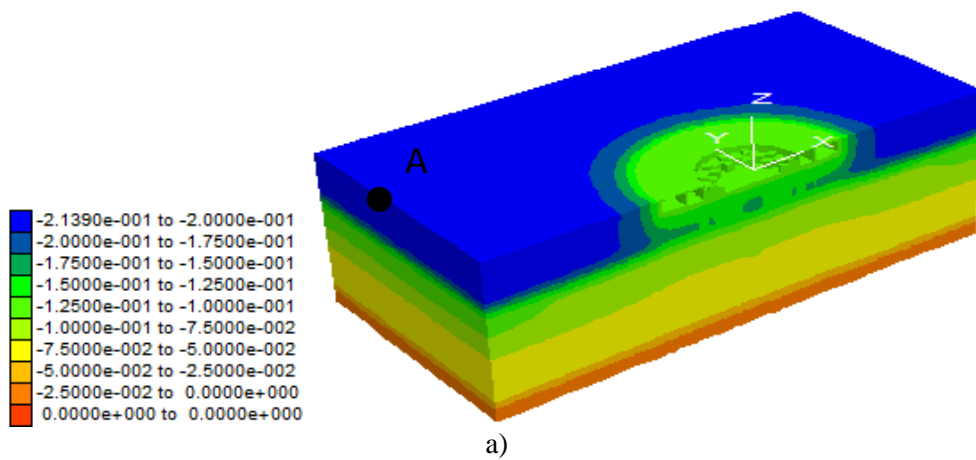 A
Z
Y
X
-2.1390e-001 to -2.0000e-001
-2.0000e-001 to -1.7500e-001
-1.7500e-001 to -1.5000e-001
-1.5000e-001 to -1.2500e-001
-1.2500e-001 to -1.0000e-001
-1.0000e-001 to -7.5000e-002
-7.5000e-002 to -5.0000e-002
-5.0000e-002 to -2.5000e-002
-2.5000e-002 to 0.0000e+000
0.0000e+000 to 0.0000e+000
a)